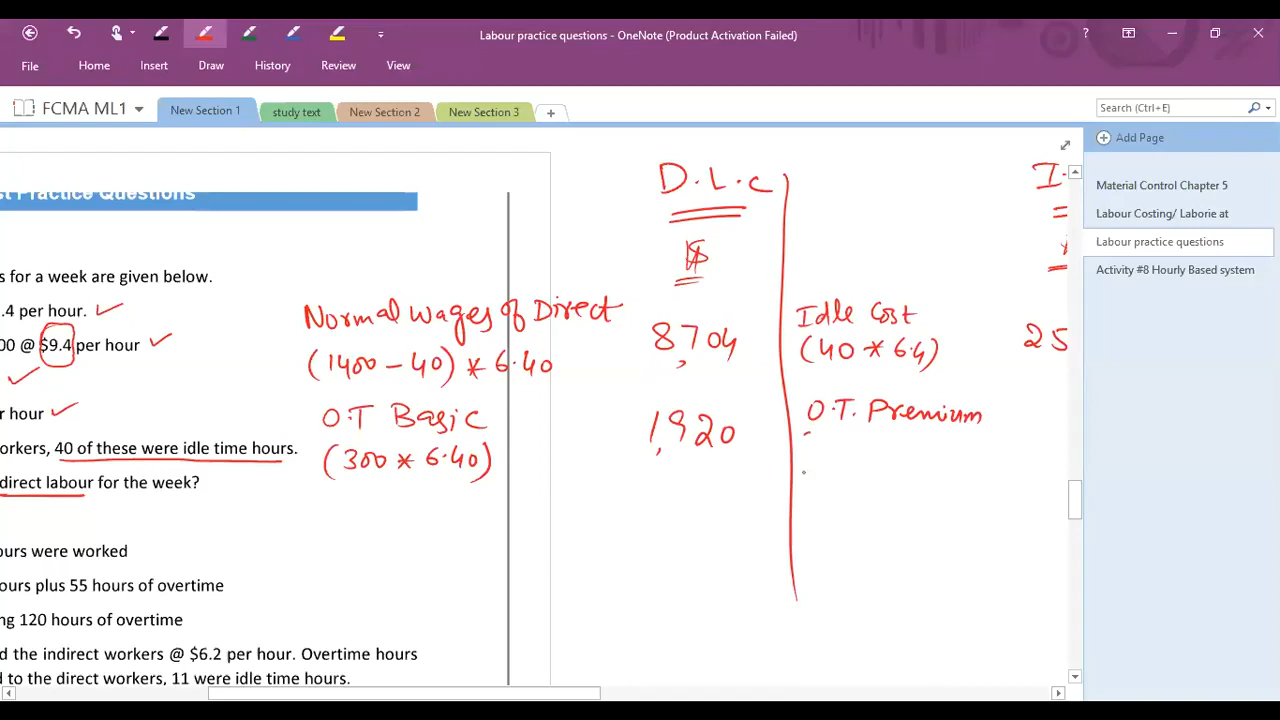 Labour practice questions - OneNote (Product Activation Failed)
File Home Insert Draw History Review View
FCMA ML1 New Section 1 study text New Section 2 New Section 3
Search (Ctrl+E)
Add Page
Material Control Chapter 5
Labour Costing/ Laborie at
Labour practice questions
Activity #8 Hourly Based system
st Practice Questions
s for a week are given below.
.4 per hour.
00 @ $9.4 per hour
r hour
workers, 40 of these were idle time hours.
direct labour for the week?
ours were worked
ours plus 55 hours of overtime
ng 120 hours of overtime
d the indirect workers @ $6.2 per hour. Overtime hours
d to the direct workers, 11 were idle time hours.
D.L.C
$
Normal Wages of Direct
(1400 - 40) * 6.40
8,704
O.T Basic
(300 * 6.40)
1,920
I.
Idle Cost
(40 * 6.4)
25
O.T. Premium